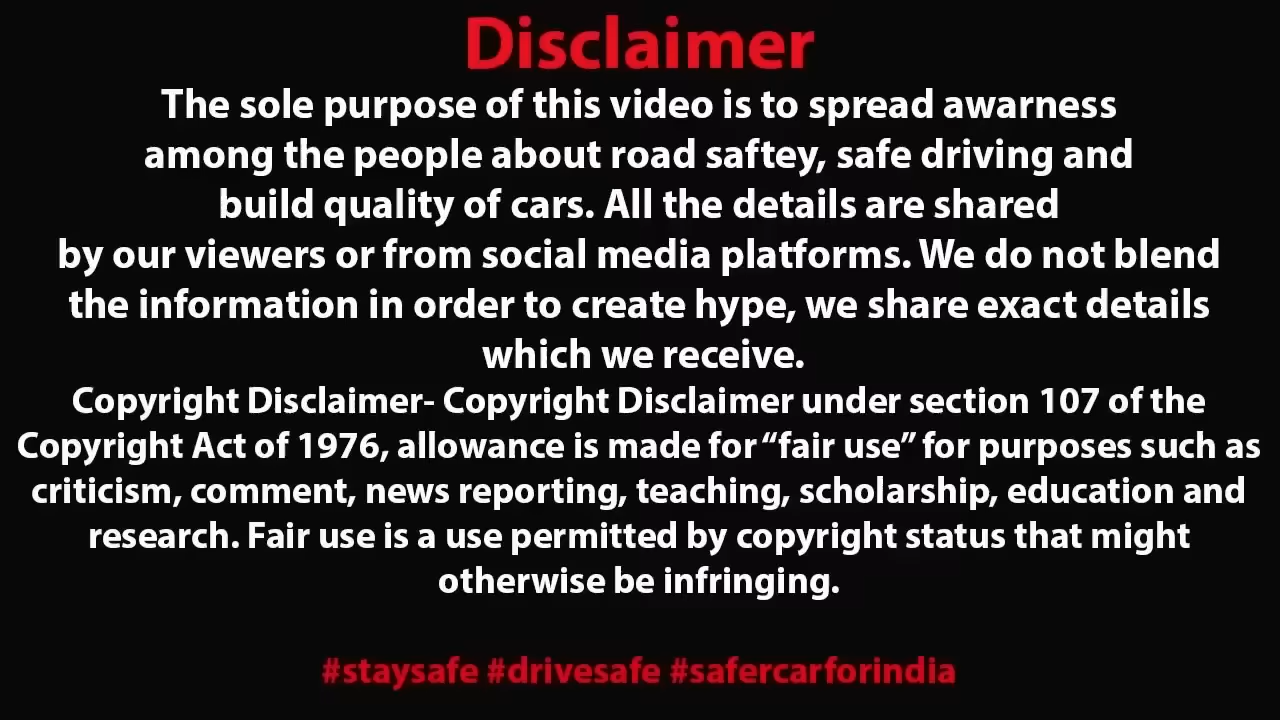 Disclaimer
The sole purpose of this video is to spread awarness
among the people about road saftey, safe driving and
build quality of cars. All the details are shared
by our viewers or from social media platforms. We do not blend
the information in order to create hype, we share exact details
which we receive.
Copyright Disclaimer- Copyright Disclaimer under section 107 of the
Copyright Act of 1976, allowance is made for “fair use” for purposes such as
criticism, comment, news reporting, teaching, scholarship, education and
research. Fair use is a use permitted by copyright status that might
otherwise be infringing.
#staysafe #drivesafe #safercarforindia